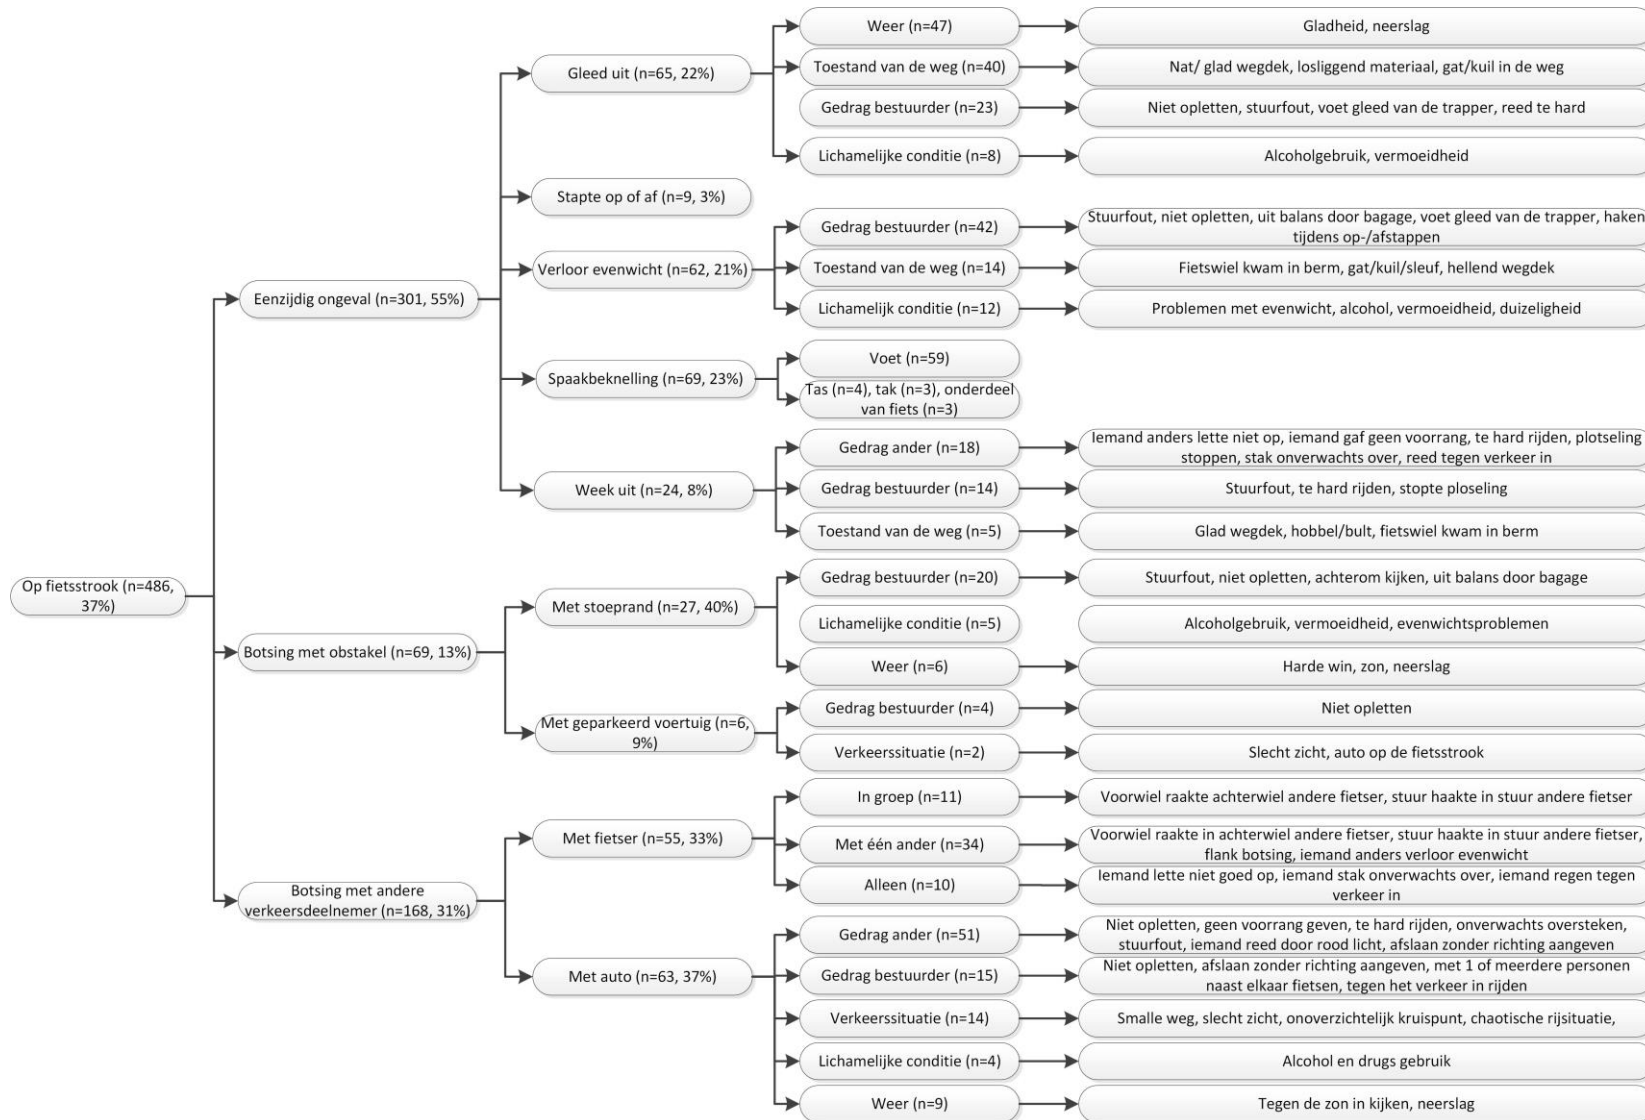 Weer (n=47)
Gladheid, neerslag
Gleed uit (n=65, 22%)
Toestand van de weg (n=40)
Nat/ glad wegdek, losliggend materiaal, gat/kuil in de weg
Gedrag bestuurder (n=23)
Niet opletten, stuurfout, voet gleed van de trapper, reed te hard
Lichamelijke conditie (n=8)
Alcoholgebruik, vermoeidheid
Stapte op of af (n=9, 3%)
Gedrag bestuurder (n=42)
Stuurfout, niet opletten, uit balans door bagage, voet gleed van de trapper, haken
tijdens op-/afstappen
Verloor evenwicht (n=62, 21%)
Toestand van de weg (n=14)
Fietswiel kwam in berm, gat/kuil/sleuf, hellend wegdek
Eenzijdig ongeval (n=301, 55%)
Lichamelijk conditie (n=12)
Problemen met evenwicht, alcohol, vermoeidheid, duizeligheid
Voet (n=59)
Spaakbeknelling (n=69, 23%)
Tas (n=4), tak (n=3), onderdeel
van fiets (n=3)
Gedrag ander (n=18)
Iemand anders lette niet op, iemand gaf geen voorrang, te hard rijden, plotseling
stoppen, stak onverwachts over, reed tegen verkeer in
Week uit (n=24, 8%)
Gedrag bestuurder (n=14)
Stuurfout, te hard rijden, stopte ploseling
Toestand van de weg (n=5)
Glad wegdek, hobbel/bult, fietswiel kwam in berm
Op fietsstrook (n=486,
37%)
Gedrag bestuurder (n=20)
Stuurfout, niet opletten, achterom kijken, uit balans door bagage
Met stoeprand (n=27, 40%)
Lichamelijke conditie (n=5)
Alcoholgebruik, vermoeidheid, evenwichtsproblemen
Botsing met obstakel (n=69, 13%)
Weer (n=6)
Harde win, zon, neerslag
Gedrag bestuurder (n=4)
Niet opletten
Met geparkeerd voertuig (n=6,
9%)
Verkeerssituatie (n=2)
Slecht zicht, auto op de fietsstrook
In groep (n=11)
Voorwiel raakte achterwiel andere fietser, stuur haakte in stuur andere fietser
Met fietser (n=55, 33%)
Met één ander (n=34)
Voorwiel raakte in achterwiel andere fietser, stuur haakte in stuur andere fietser,
flank botsing, iemand anders verloor evenwicht
Alleen (n=10)
Iemand lette niet goed op, iemand stak onverwachts over, iemand regen tegen
verkeer in
Botsing met andere
verkeersdeelnemer (n=168, 31%)
Gedrag ander (n=51)
Niet opletten, geen voorrang geven, te hard rijden, onverwachts oversteken,
stuurfout, iemand reed door rood licht, afslaan zonder richting aangeven
Met auto (n=63, 37%)
Gedrag bestuurder (n=15)
Niet opletten, afslaan zonder richting aangeven, met 1 of meerdere personen
naast elkaar fietsen, tegen het verkeer in rijden
Verkeerssituatie (n=14)
Smalle weg, slecht zicht, onoverzichtelijk kruispunt, chaotische rijsituatie,
Lichamelijke conditie (n=4)
Alcohol en drugs gebruik
Weer (n=9)
Tegen de zon in kijken, neerslag